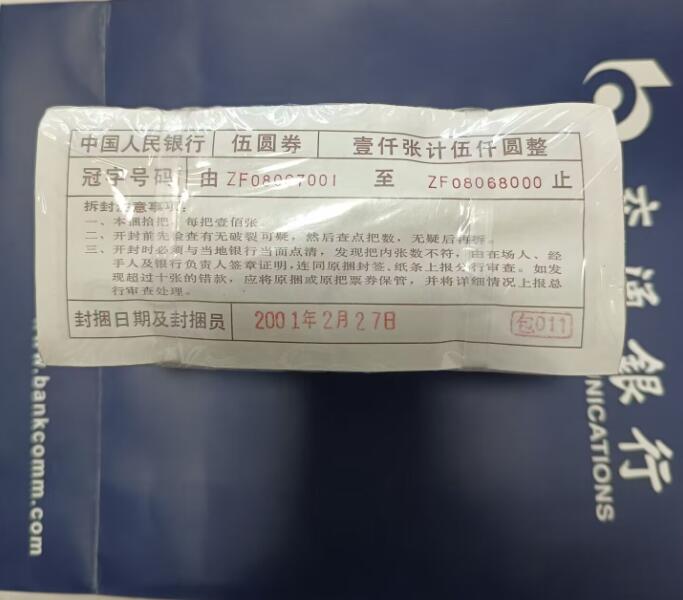 中国人民银行 伍圆券 壹仟张计伍仟圆整
冠字号码 由 ZF08067001 至 ZF08068000 止
拆封注意事项:
一、本捆拾把,每把壹佰张。
二、开封前先检查有无破裂可疑,然后查点把数,无疑后再拆。
三、开封时必须与当地银行当面点清,发现把内张数不符,由在场人、经
手人及银行负责人签章证明,连同原捆封签、纸条上报分行审查。如发
现超过十张的错款,应将原捆或原把票券保管,并将详细情况上报总
行审查处理。
封捆日期及封捆员 2001年2月27日 包011
交通銀行
NICATIONS
www.bankcomm.com